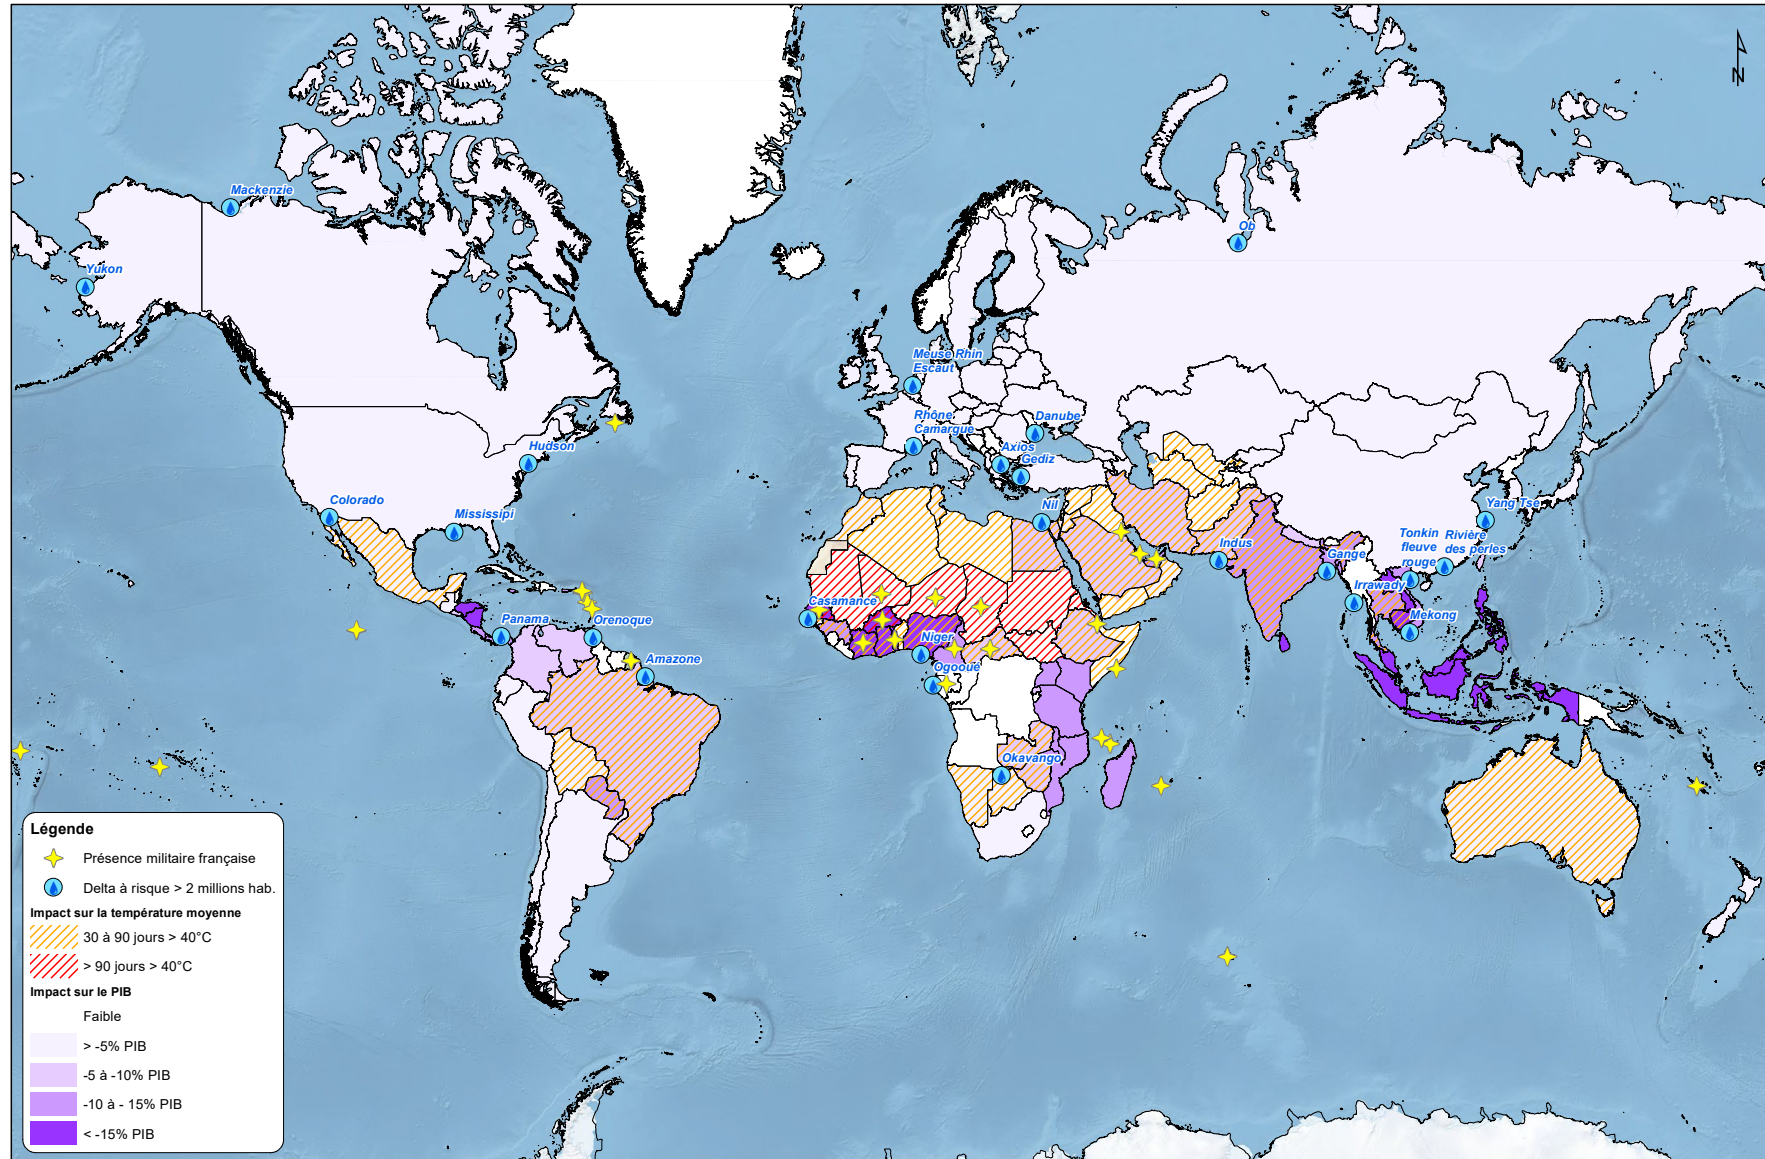 N
Mackenzie
Yukon
Ob
Meuse Rhin
Escaut
Rhône
Camargue
Danube
Axios
Gediz
Hudson
Colorado
Mississipi
Nil
Indus
Gange
Irrawady
Tonkin
fleuve
rouge
Rivière
des perles
Yang Tse
Mekong
Casamance
Niger
Ogooué
Okavango
Panama
Orenoque
Amazone
Légende
Présence militaire française
Delta à risque > 2 millions hab.
Impact sur la température moyenne
30 à 90 jours > 40°C
> 90 jours > 40°C
Impact sur le PIB
Faible
> -5% PIB
-5 à -10% PIB
-10 à - 15% PIB
< -15% PIB